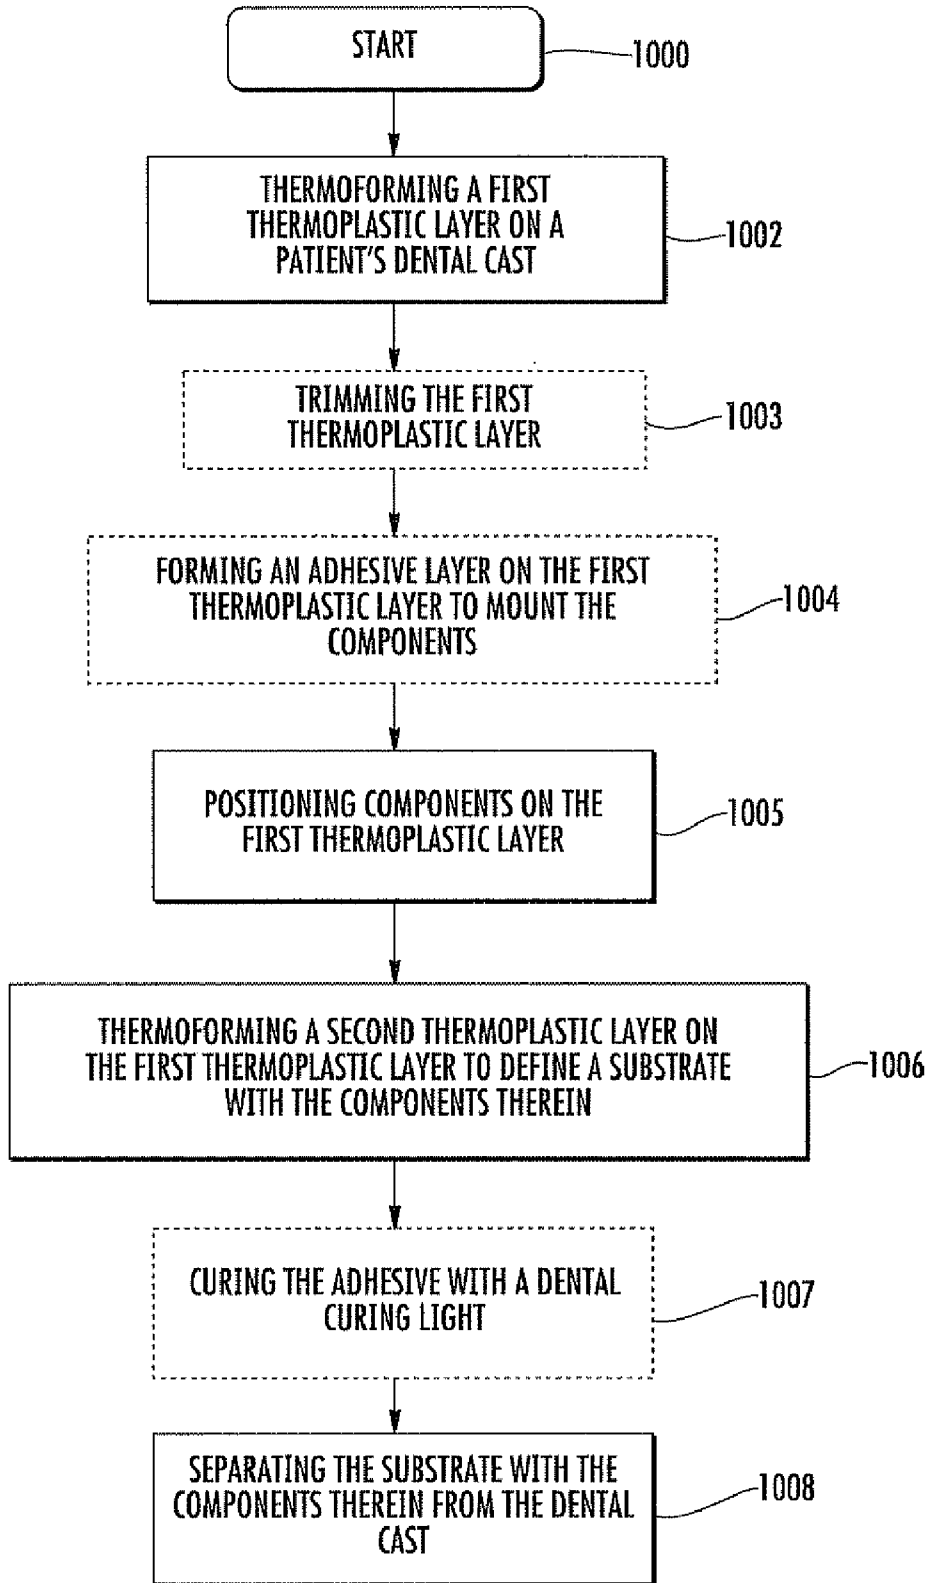 START
1000
THERMOFORMING A FIRST
THERMOPLASTIC LAYER ON A
PATIENT'S DENTAL CAST
1002
TRIMMING THE FIRST
THERMOPLASTIC LAYER
1003
FORMING AN ADHESIVE LAYER ON THE FIRST
THERMOPLASTIC LAYER TO MOUNT THE
COMPONENTS
1004
POSITIONING COMPONENTS ON THE
FIRST THERMOPLASTIC LAYER
1005
THERMOFORMING A SECOND THERMOPLASTIC LAYER ON
THE FIRST THERMOPLASTIC LAYER TO DEFINE A SUBSTRATE
WITH THE COMPONENTS THEREIN
1006
CURING THE ADHESIVE WITH A DENTAL
CURING LIGHT
1007
SEPARATING THE SUBSTRATE WITH THE
COMPONENTS THEREIN FROM THE DENTAL
CAST
1008